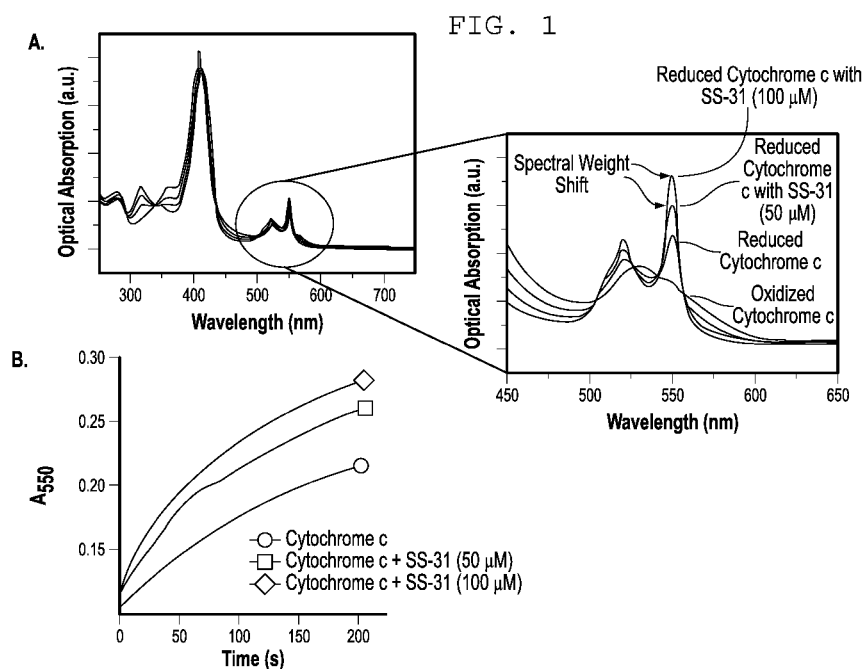 FIG. 1
A.
Optical Absorption (a.u.)
300
400
500
600
700
Wavelength (nm)
Reduced Cytochrome c with
SS-31 (100 μM)
Spectral Weight
Shift
Reduced
Cytochrome
c with SS-31
(50 μM)
Reduced
Cytochrome c
Oxidized
Cytochrome c
Optical Absorption (a.u.)
450
500
550
600
650
Wavelength (nm)
B.
A550
0.30
0.25
0.20
0.15
0
50
100
150
200
Time (s)
Cytochrome c
Cytochrome c + SS-31 (50 μM)
Cytochrome c + SS-31 (100 μM)